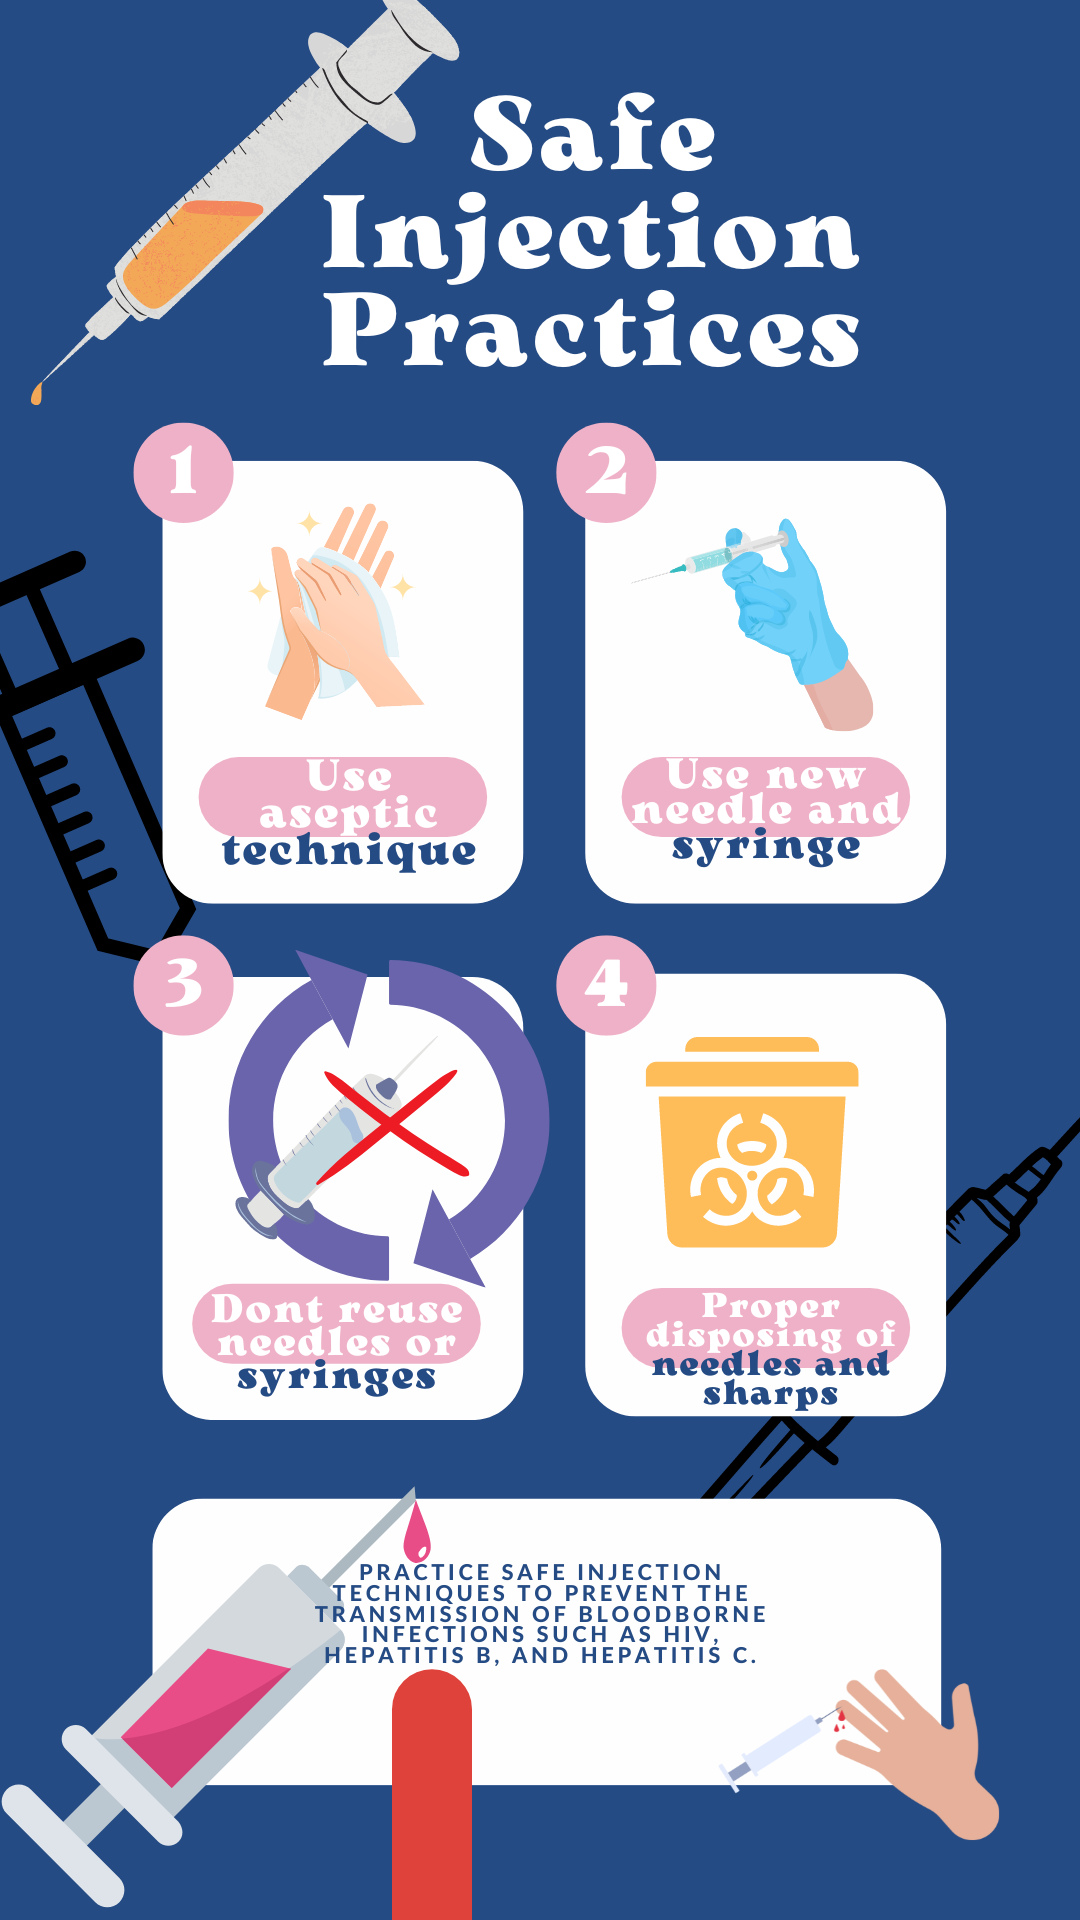 Safe
Injection
Practices
1
Use
aseptic
technique
2
Use new
needle and
syringe
3
Dont reuse
needles or
syringes
4
Proper
disposing of
needles and
sharps
PRACTICE SAFE INJECTION
TECHNIQUES TO PREVENT THE
TRANSMISSION OF BLOODBORNE
INFECTIONS SUCH AS HIV,
HEPATITIS B, AND HEPATITIS C.